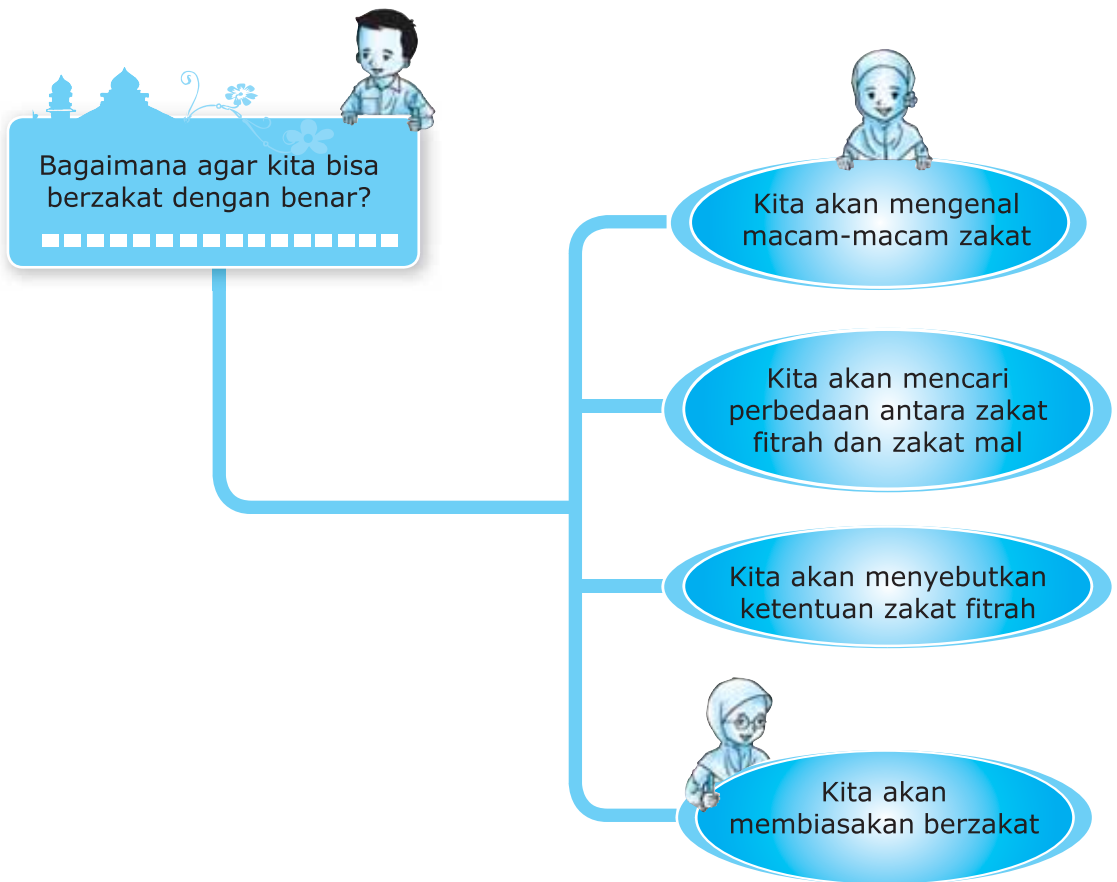 Bagaimana agar kita bisa
berzakat dengan benar?
Kita akan mengenal
macam-macam zakat
Kita akan mencari
perbedaan antara zakat
fitrah dan zakat mal
Kita akan menyebutkan
ketentuan zakat fitrah
Kita akan
membiasakan berzakat